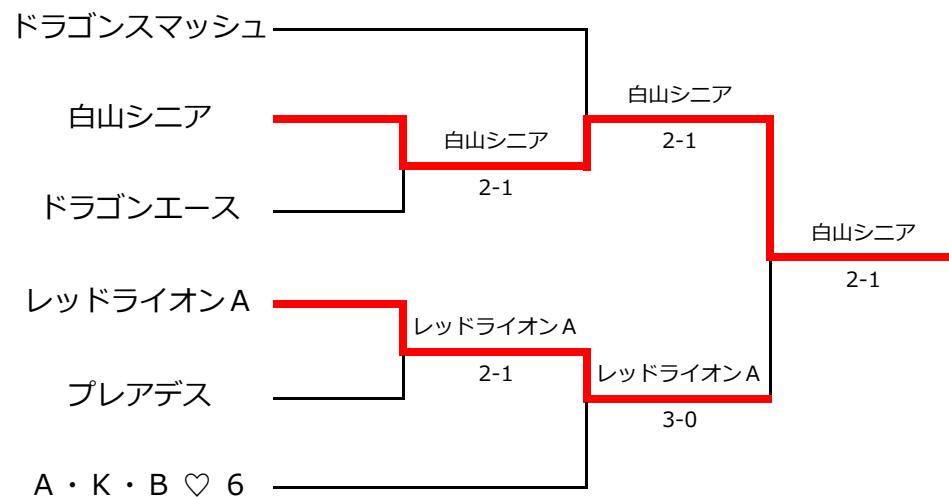 ドラゴンスマッシュ
白山シニア
白山シニア
白山シニア
2-1
2-1
ドラゴンエース
白山シニア
2-1
レッドライオンA
レッドライオンA
2-1
レッドライオンA
プレアデス
3-0
A・K・B♡6